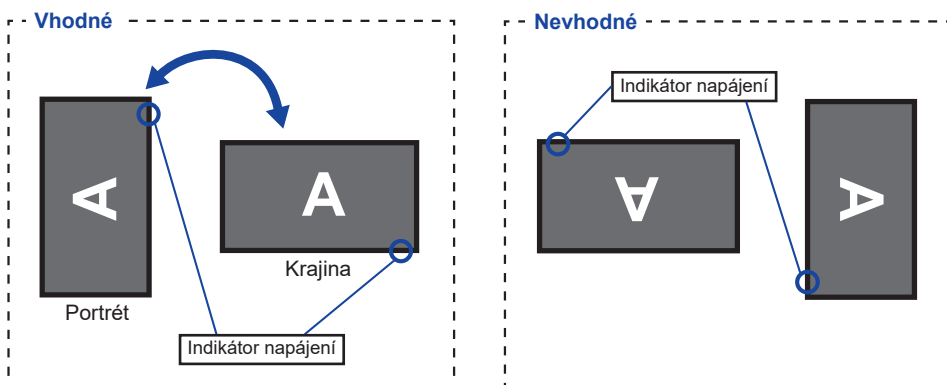 Vhodné
A
A
Krajina
Portrét
Indikátor napájení
Nevhodné
Indikátor napájení
A
A